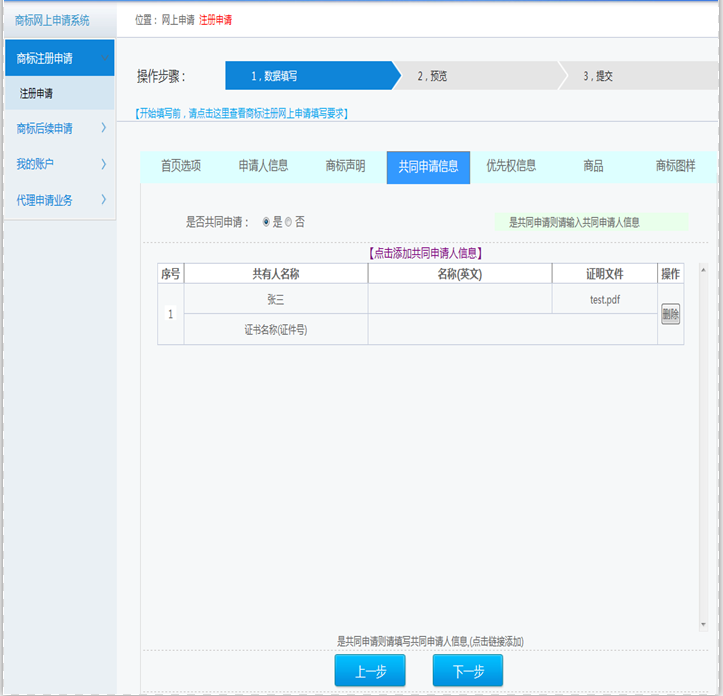 商标网上申请系统
位置：网上申请 注册申请
商标注册申请
注册申请
商标后续申请
我的账户
代理申请业务
操作步骤：
1，数据填写
2，预览
3，提交
【开始填写前，请点击这里查看商标注册网上申请填写要求】
首页选项 申请人信息 商标声明 共同申请信息 优先权信息 商品 商标图样
是否共同申请： 是 否
是共同申请则请输入共同申请人信息
【点击添加共同申请人信息】
序号 共有人名称 名称(英文) 证明文件 操作
1 张三 test.pdf 删除
证书名称(证件号)
是共同申请则请填写共同申请人信息,(点击链接添加)
上一步 下一步